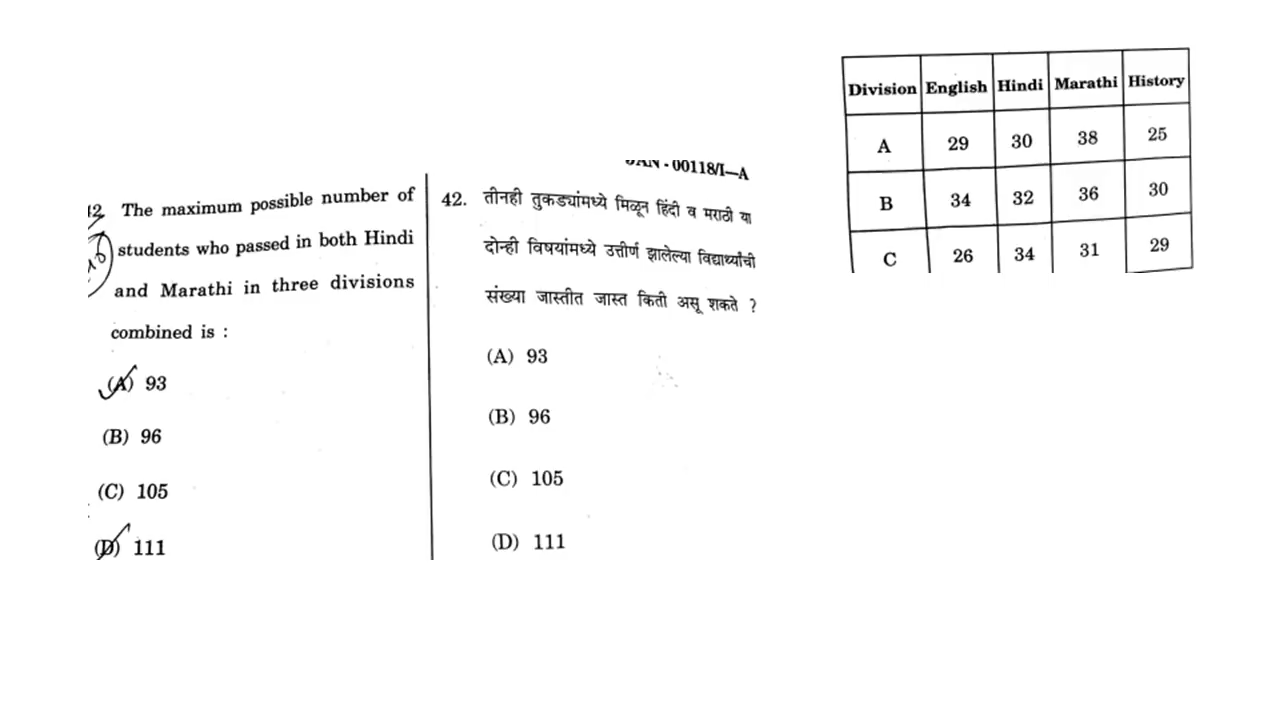 12. The maximum possible number of
students who passed in both Hindi
and Marathi in three divisions
combined is :
(A) 93
(B) 96
(C) 105
(D) 111
JAN - 00118/I—A
42. तीनही तुकड्यांमध्ये मिळून हिंदी व मराठी या
दोन्ही विषयांमध्ये उत्तीर्ण झालेल्या विद्यार्थ्यांची
संख्या जास्तीत जास्त किती असू शकते ?
(A) 93
(B) 96
(C) 105
(D) 111
Division English Hindi Marathi History
A 29 30 38 25
B 34 32 36 30
C 26 34 31 29